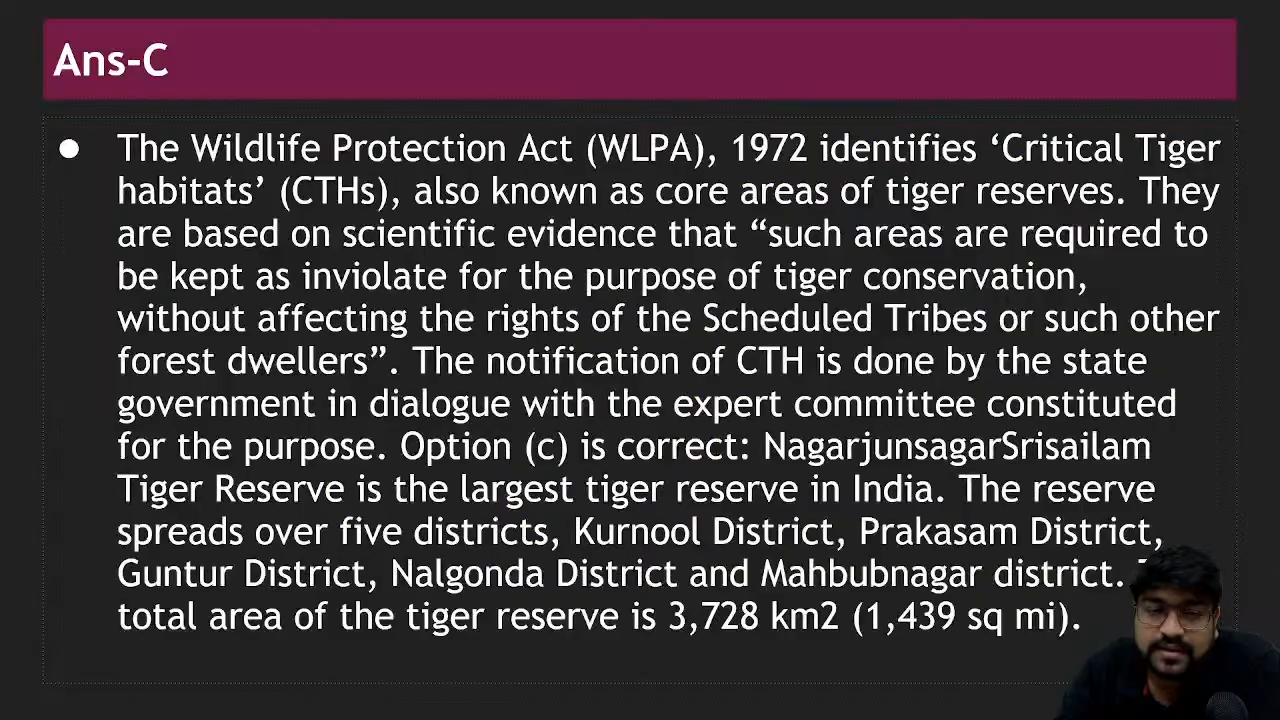 Ans-C
● The Wildlife Protection Act (WLPA), 1972 identifies ‘Critical Tiger
habitats’ (CTHs), also known as core areas of tiger reserves. They
are based on scientific evidence that “such areas are required to
be kept as inviolate for the purpose of tiger conservation,
without affecting the rights of the Scheduled Tribes or such other
forest dwellers”. The notification of CTH is done by the state
government in dialogue with the expert committee constituted
for the purpose. Option (c) is correct: NagarjunsagarSrisailam
Tiger Reserve is the largest tiger reserve in India. The reserve
spreads over five districts, Kurnool District, Prakasam District,
Guntur District, Nalgonda District and Mahbubnagar district.
total area of the tiger reserve is 3,728 km2 (1,439 sq mi).